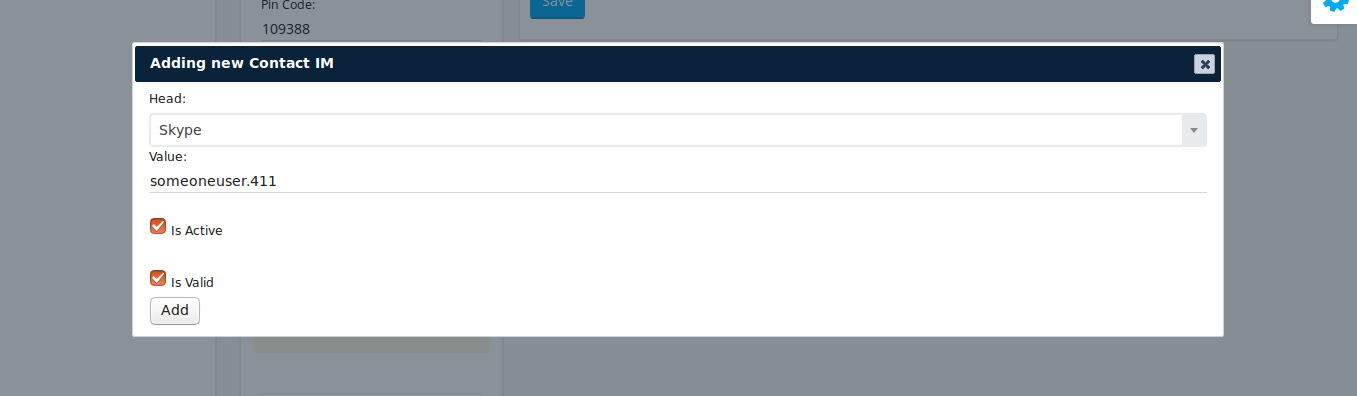 Pin Code:
Save
109388
Adding new Contact IM
Head:
Skype
Value:
someoneuser.411
Is Active
Is Valid
Add